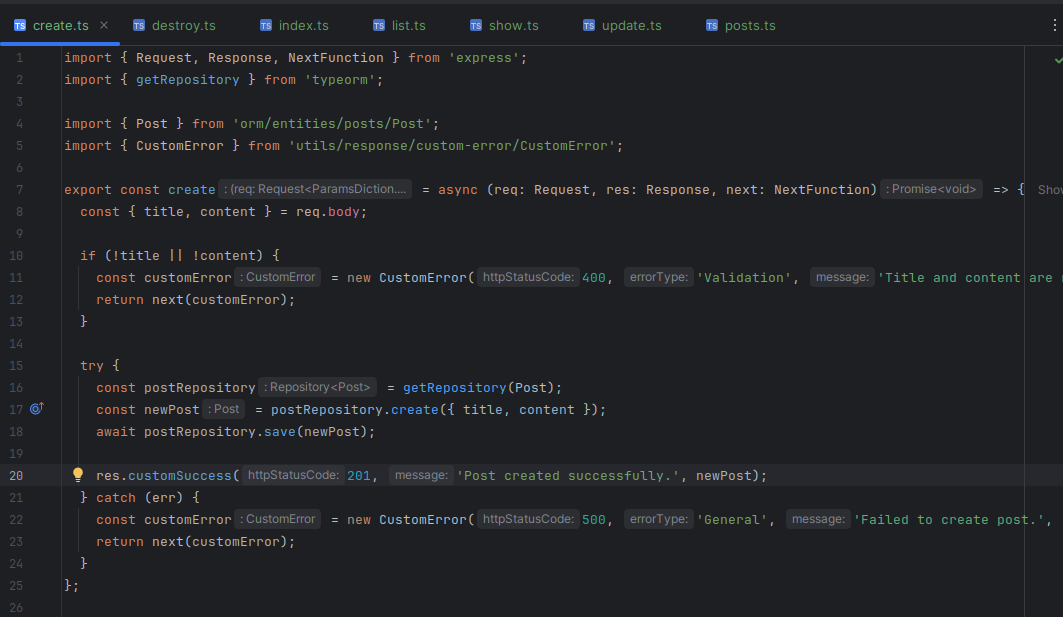 TS create.ts × TS destroy.ts TS index.ts TS list.ts TS show.ts TS update.ts TS posts.ts
1 import { Request, Response, NextFunction } from 'express';
2 import { getRepository } from 'typeorm';
3
4 import { Post } from 'orm/entities/posts/Post';
5 import { CustomError } from 'utils/response/custom-error/CustomError';
6
7 export const create : (req: Request<ParamsDiction.... = async (req: Request, res: Response, next: NextFunction) : Promise<void> => {
8 const { title, content } = req.body;
9
10 if (!title || !content) {
11 const customError : CustomError = new CustomError( httpStatusCode: 400, errorType: 'Validation', message: 'Title and content are
12 return next(customError);
13 }
14
15 try {
16 const postRepository : Repository<Post> = getRepository(Post);
17 const newPost : Post = postRepository.create({ title, content });
18 await postRepository.save(newPost);
19
20 res.customSuccess( httpStatusCode: 201, message: 'Post created successfully.', newPost);
21 } catch (err) {
22 const customError : CustomError = new CustomError( httpStatusCode: 500, errorType: 'General', message: 'Failed to create post.',
23 return next(customError);
24 }
25 };
26